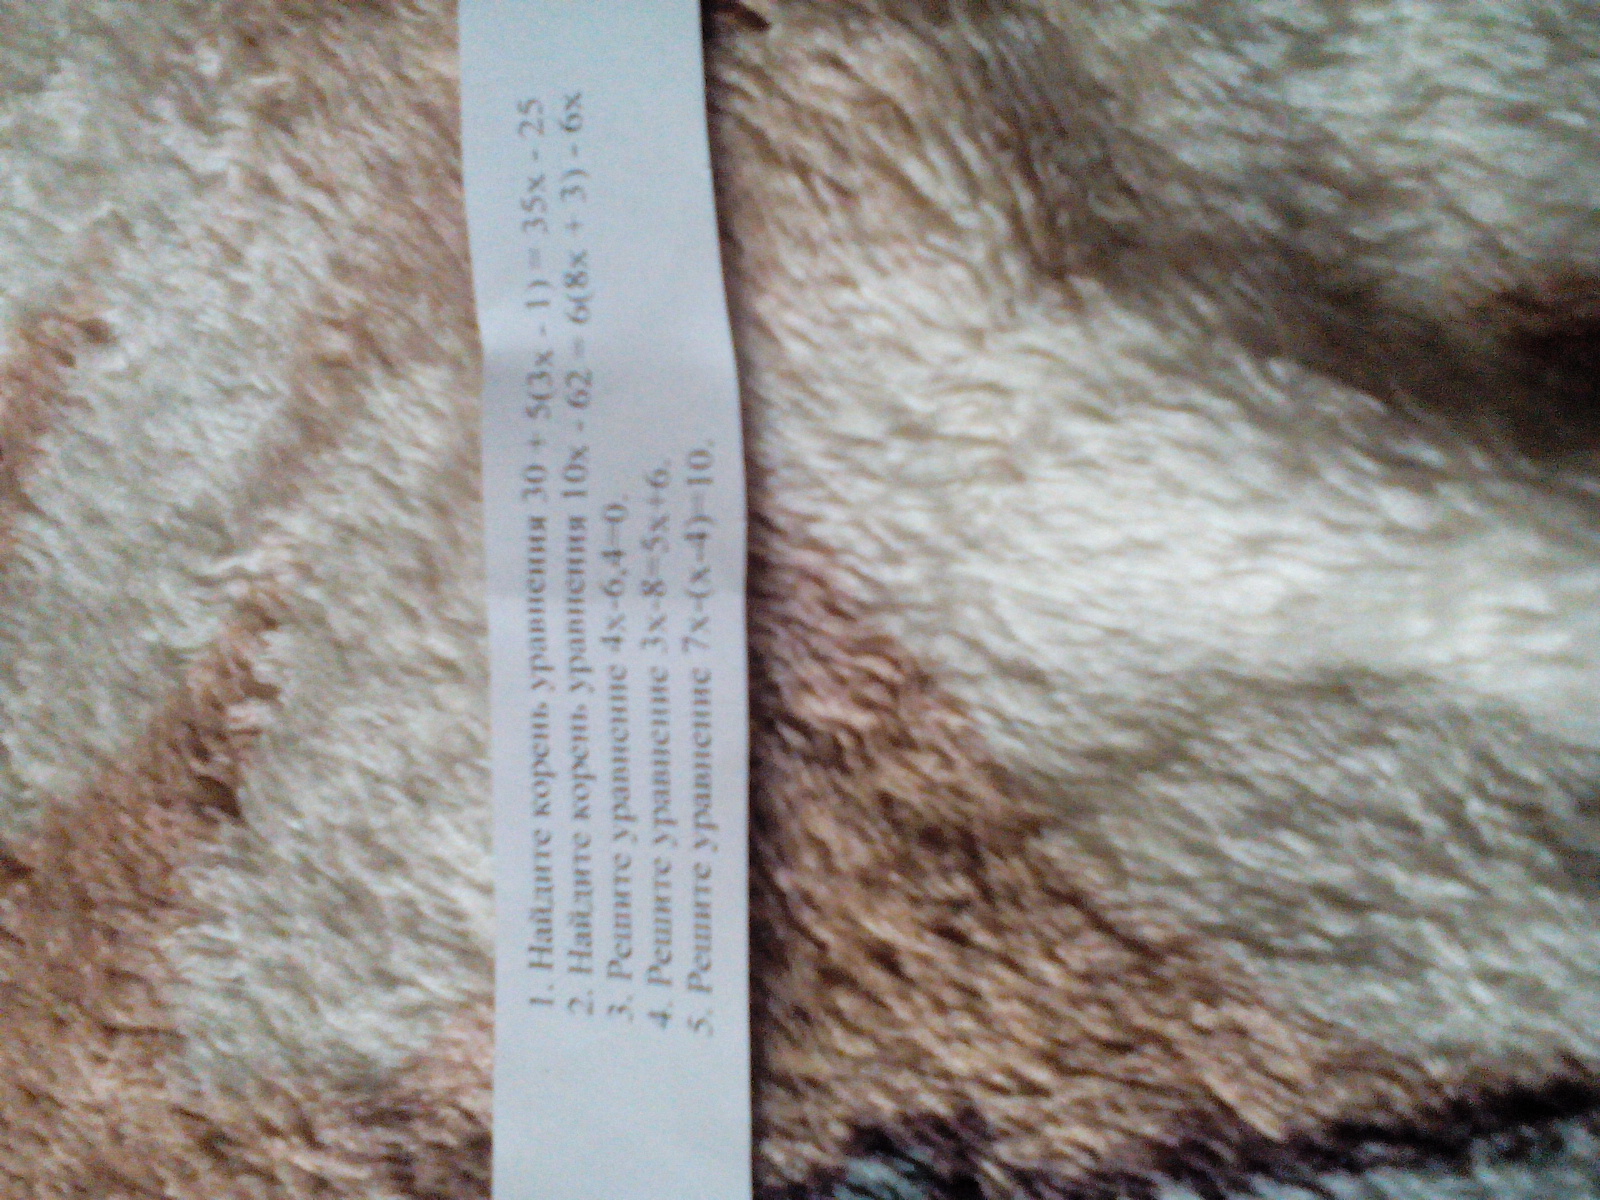 1. Найдите корень уравнения 30 + 5(3x - 1) = 35x - 25
2. Найдите корень уравнения 10x - 62 = 6(8x + 3) - 6x
3. Решите уравнение 4x-6,4=0.
4. Решите уравнение 3x-8=5x+6.
5. Решите уравнение 7x-(x-4)=10.